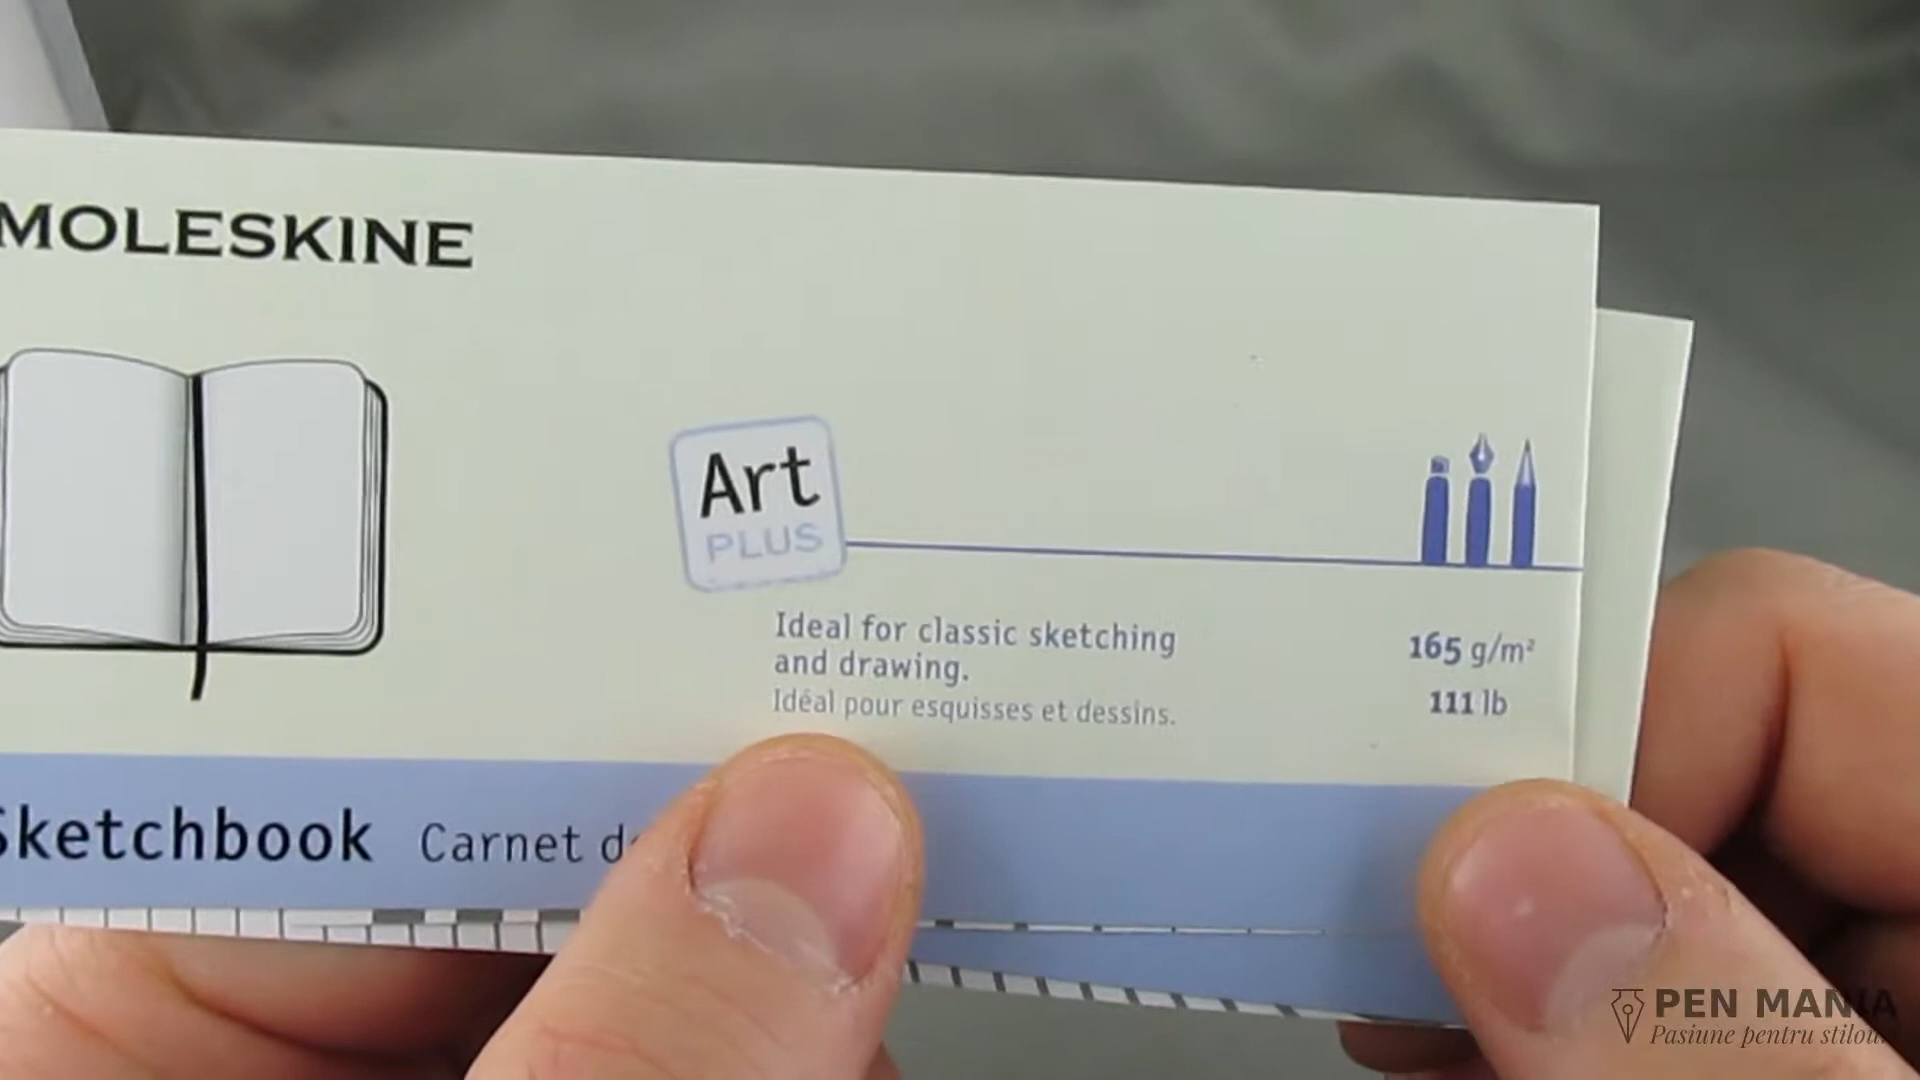 MOLESKINE
Art
PLUS
Ideal for classic sketching
and drawing.
Idéal pour esquisses et dessins.
165 g/m²
111 lb
Sketchbook Carnet
PEN MANIA
Pasiune pentru stilou